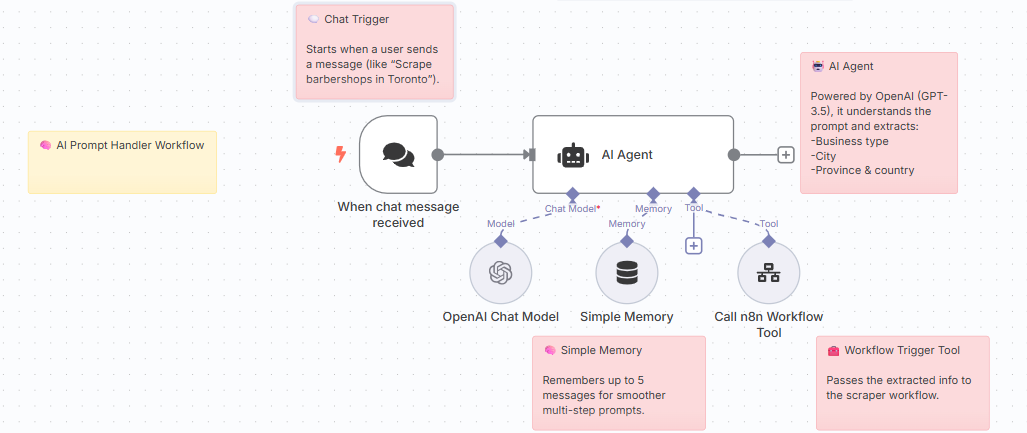 💬 Chat Trigger
Starts when a user sends
a message (like “Scrape
barbershops in Toronto”).
🤖 AI Agent
Powered by OpenAI (GPT-
3.5), it understands the
prompt and extracts:
-Business type
-City
-Province & country
🧠 AI Prompt Handler Workflow
AI Agent
When chat message
received
Chat Model*
Memory
Tool
Model
Memory
Tool
OpenAI Chat Model
Simple Memory
Call n8n Workflow
Tool
🧠 Simple Memory
Remembers up to 5
messages for smoother
multi-step prompts.
🧰 Workflow Trigger Tool
Passes the extracted info to
the scraper workflow.